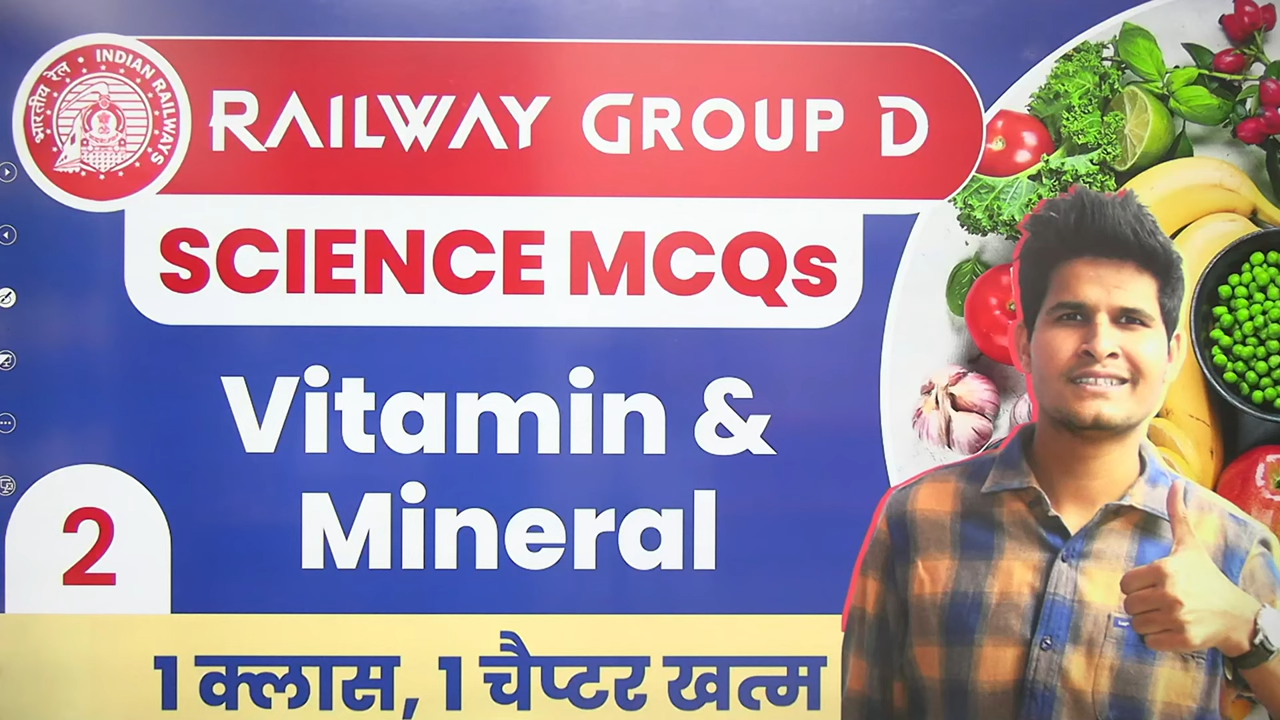 भारतीय रेल • INDIAN RAILWAYS
RAILWAY GROUP D
SCIENCE MCQs
Vitamin &
Mineral
2
1 क्लास, 1 चैप्टर खत्म